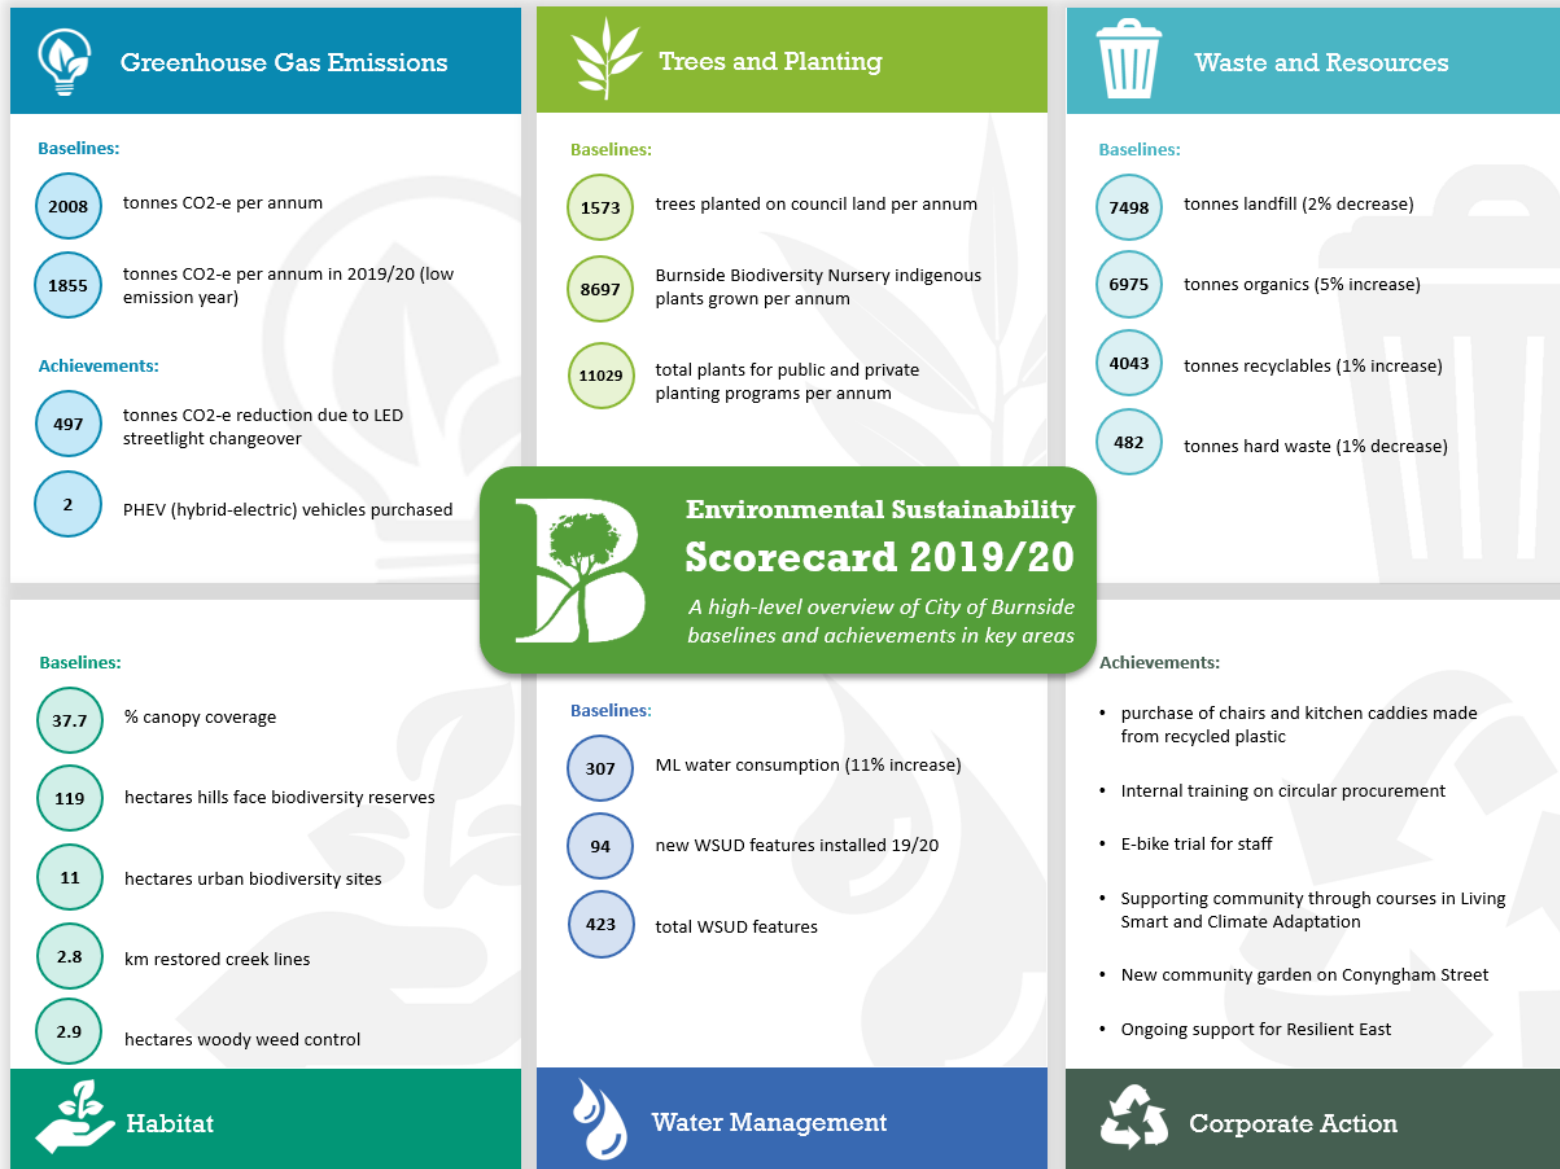 Greenhouse Gas Emissions
Baselines:
2008
tonnes CO2-e per annum
1855
tonnes CO2-e per annum in 2019/20 (low
emission year)
Achievements:
497
tonnes CO2-e reduction due to LED
streetlight changeover
2
PHEV (hybrid-electric) vehicles purchased
Trees and Planting
Baselines:
1573
trees planted on council land per annum
8697
Burnside Biodiversity Nursery indigenous
plants grown per annum
11029
total plants for public and private
planting programs per annum
Waste and Resources
Baselines:
7498
tonnes landfill (2% decrease)
6975
tonnes organics (5% increase)
4043
tonnes recyclables (1% increase)
482
tonnes hard waste (1% decrease)
B
Environmental Sustainability
Scorecard 2019/20
A high-level overview of City of Burnside
baselines and achievements in key areas
Baselines:
37.7
% canopy coverage
119
hectares hills face biodiversity reserves
11
hectares urban biodiversity sites
2.8
km restored creek lines
2.9
hectares woody weed control
Habitat
Baselines:
307
ML water consumption (11% increase)
94
new WSUD features installed 19/20
423
total WSUD features
Water Management
Achievements:
• purchase of chairs and kitchen caddies made
from recycled plastic
• Internal training on circular procurement
• E-bike trial for staff
• Supporting community through courses in Living
Smart and Climate Adaptation
• New community garden on Conyngham Street
• Ongoing support for Resilient East
Corporate Action